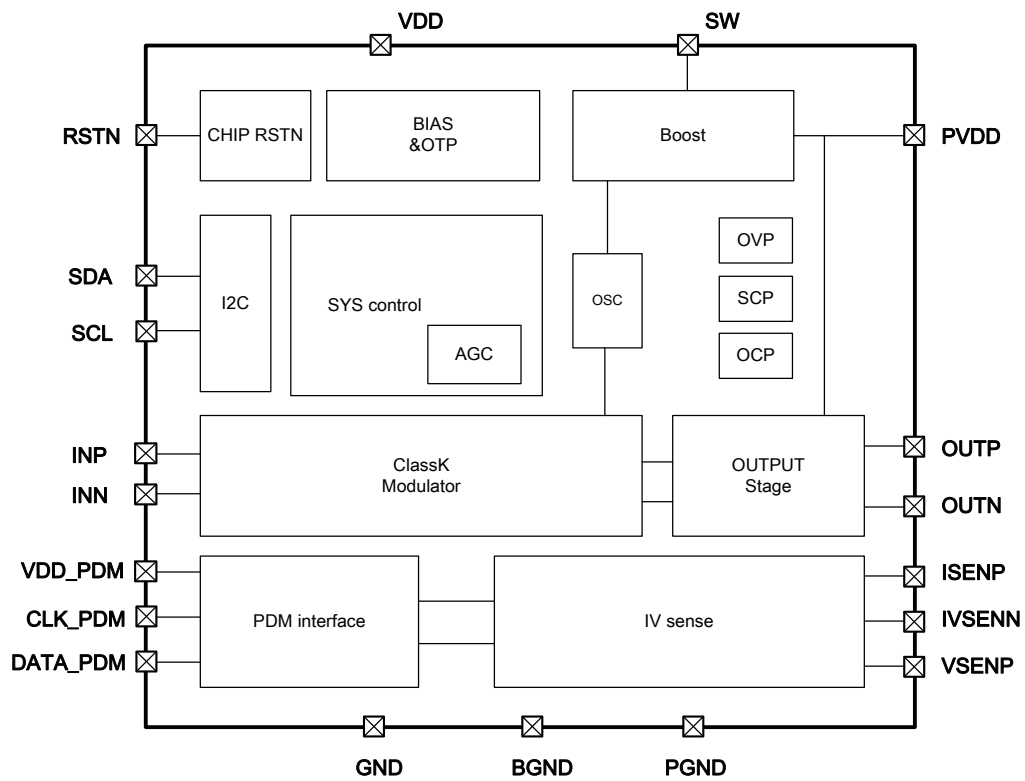 VDD
SW
RSTN
CHIP RSTN
BIAS
&OTP
Boost
PVDD
SDA
SCL
I2C
SYS control
AGC
OSC
OVP
SCP
OCP
INP
INN
ClassK
Modulator
OUTPUT
Stage
OUTP
OUTN
VDD_PDM
CLK_PDM
DATA_PDM
PDM interface
IV sense
ISENP
IVSENN
VSENP
GND
BGND
PGND